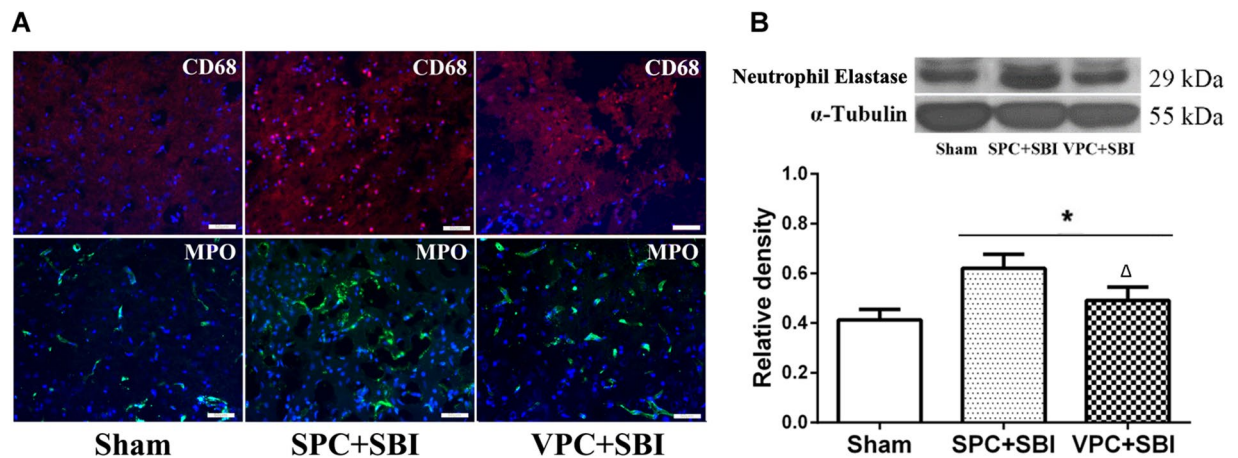 A
CD68 CD68 CD68
MPO MPO MPO
Sham SPC+SBI VPC+SBI
B
Neutrophil Elastase 29 kDa
α-Tubulin 55 kDa
Sham SPC+SBI VPC+SBI
Relative density
1.0
0.8
*
0.6
Δ
0.4
0.2
0.0
Sham SPC+SBI VPC+SBI